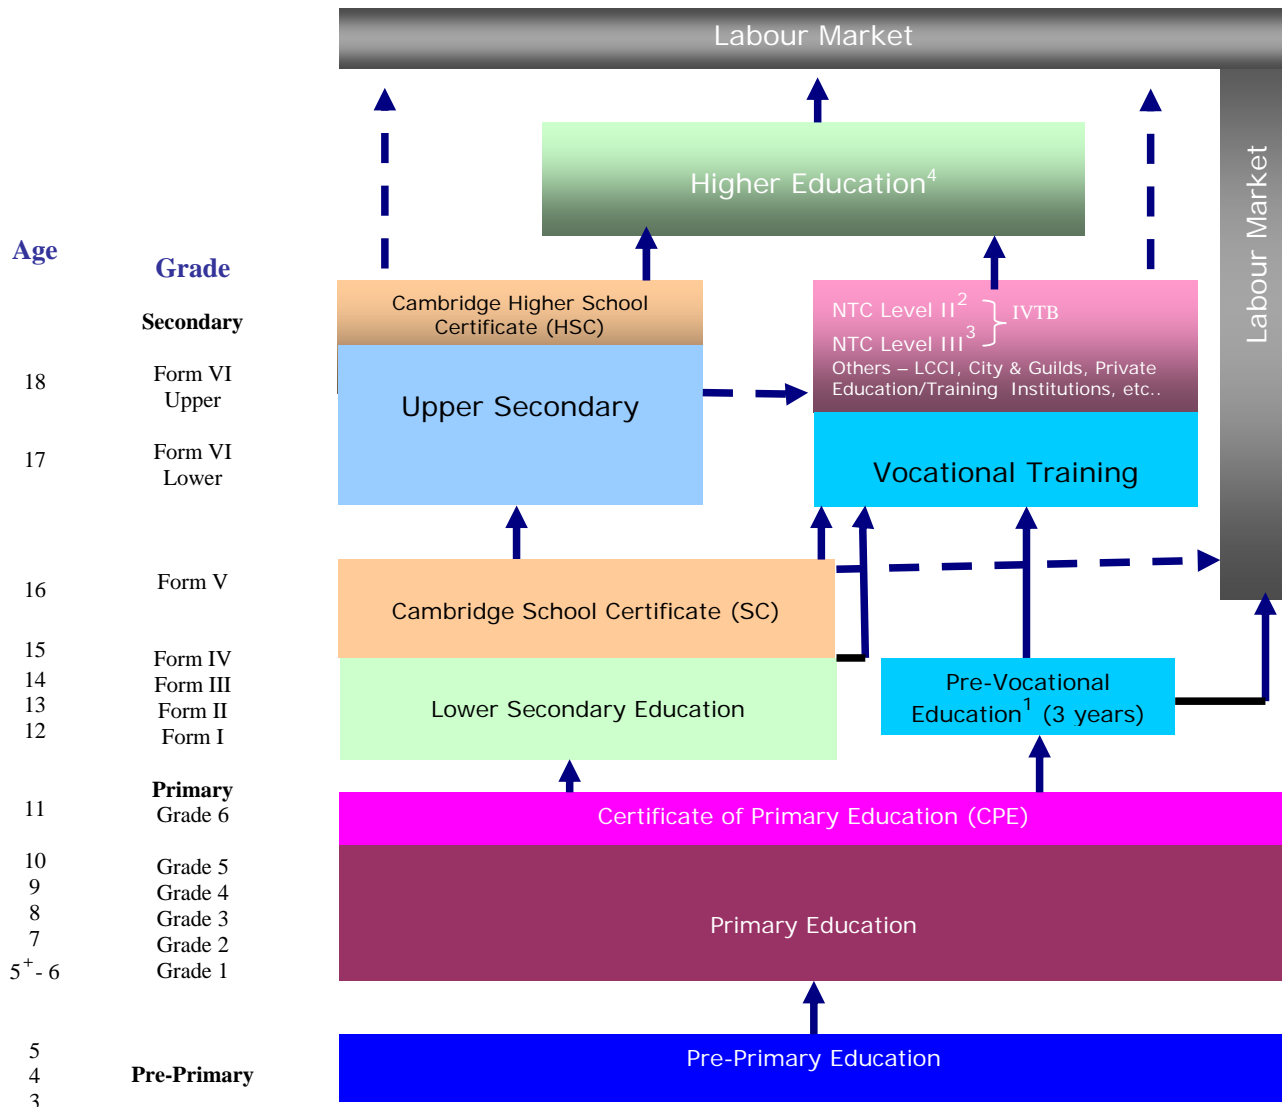 Labour Market
Labour Market
Higher Education4
Age
Grade
Secondary
Cambridge Higher School
Certificate (HSC)
NTC Level II2
IVTB
NTC Level III3
Others – LCCI, City & Guilds, Private
Education/Training Institutions, etc..
18
Form VI
Upper
Upper Secondary
17
Form VI
Lower
Vocational Training
16
Form V
Cambridge School Certificate (SC)
15
Form IV
14
Form III
13
Form II
12
Form I
Lower Secondary Education
Pre-Vocational
Education1 (3 years)
Primary
11
Grade 6
Certificate of Primary Education (CPE)
10
Grade 5
9
Grade 4
8
Grade 3
7
Grade 2
5+- 6
Grade 1
Primary Education
5
4
3
Pre-Primary
Pre-Primary Education